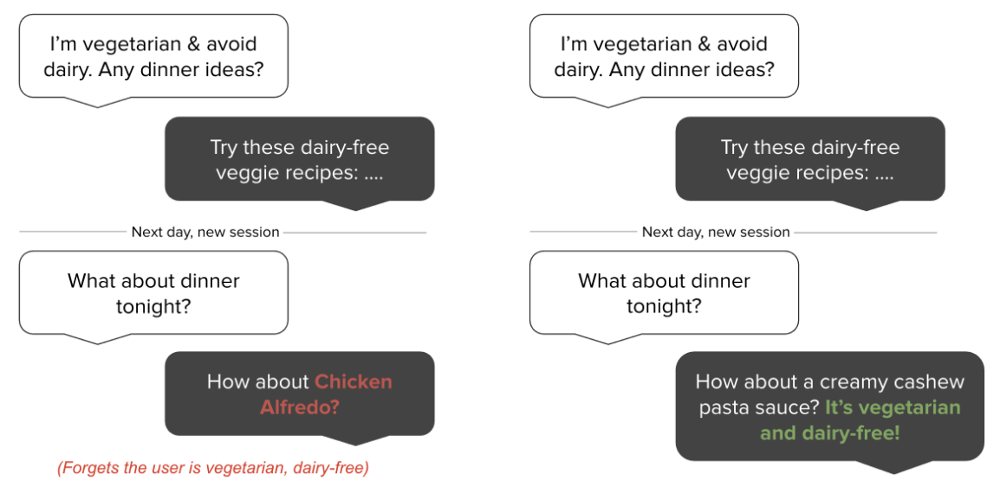 I’m vegetarian & avoid
dairy. Any dinner ideas?
Try these dairy-free
veggie recipes: ....
Next day, new session
What about dinner
tonight?
How about Chicken
Alfredo?
(Forgets the user is vegetarian, dairy-free)
I’m vegetarian & avoid
dairy. Any dinner ideas?
Try these dairy-free
veggie recipes: ....
Next day, new session
What about dinner
tonight?
How about a creamy cashew
pasta sauce? It’s vegetarian
and dairy-free!